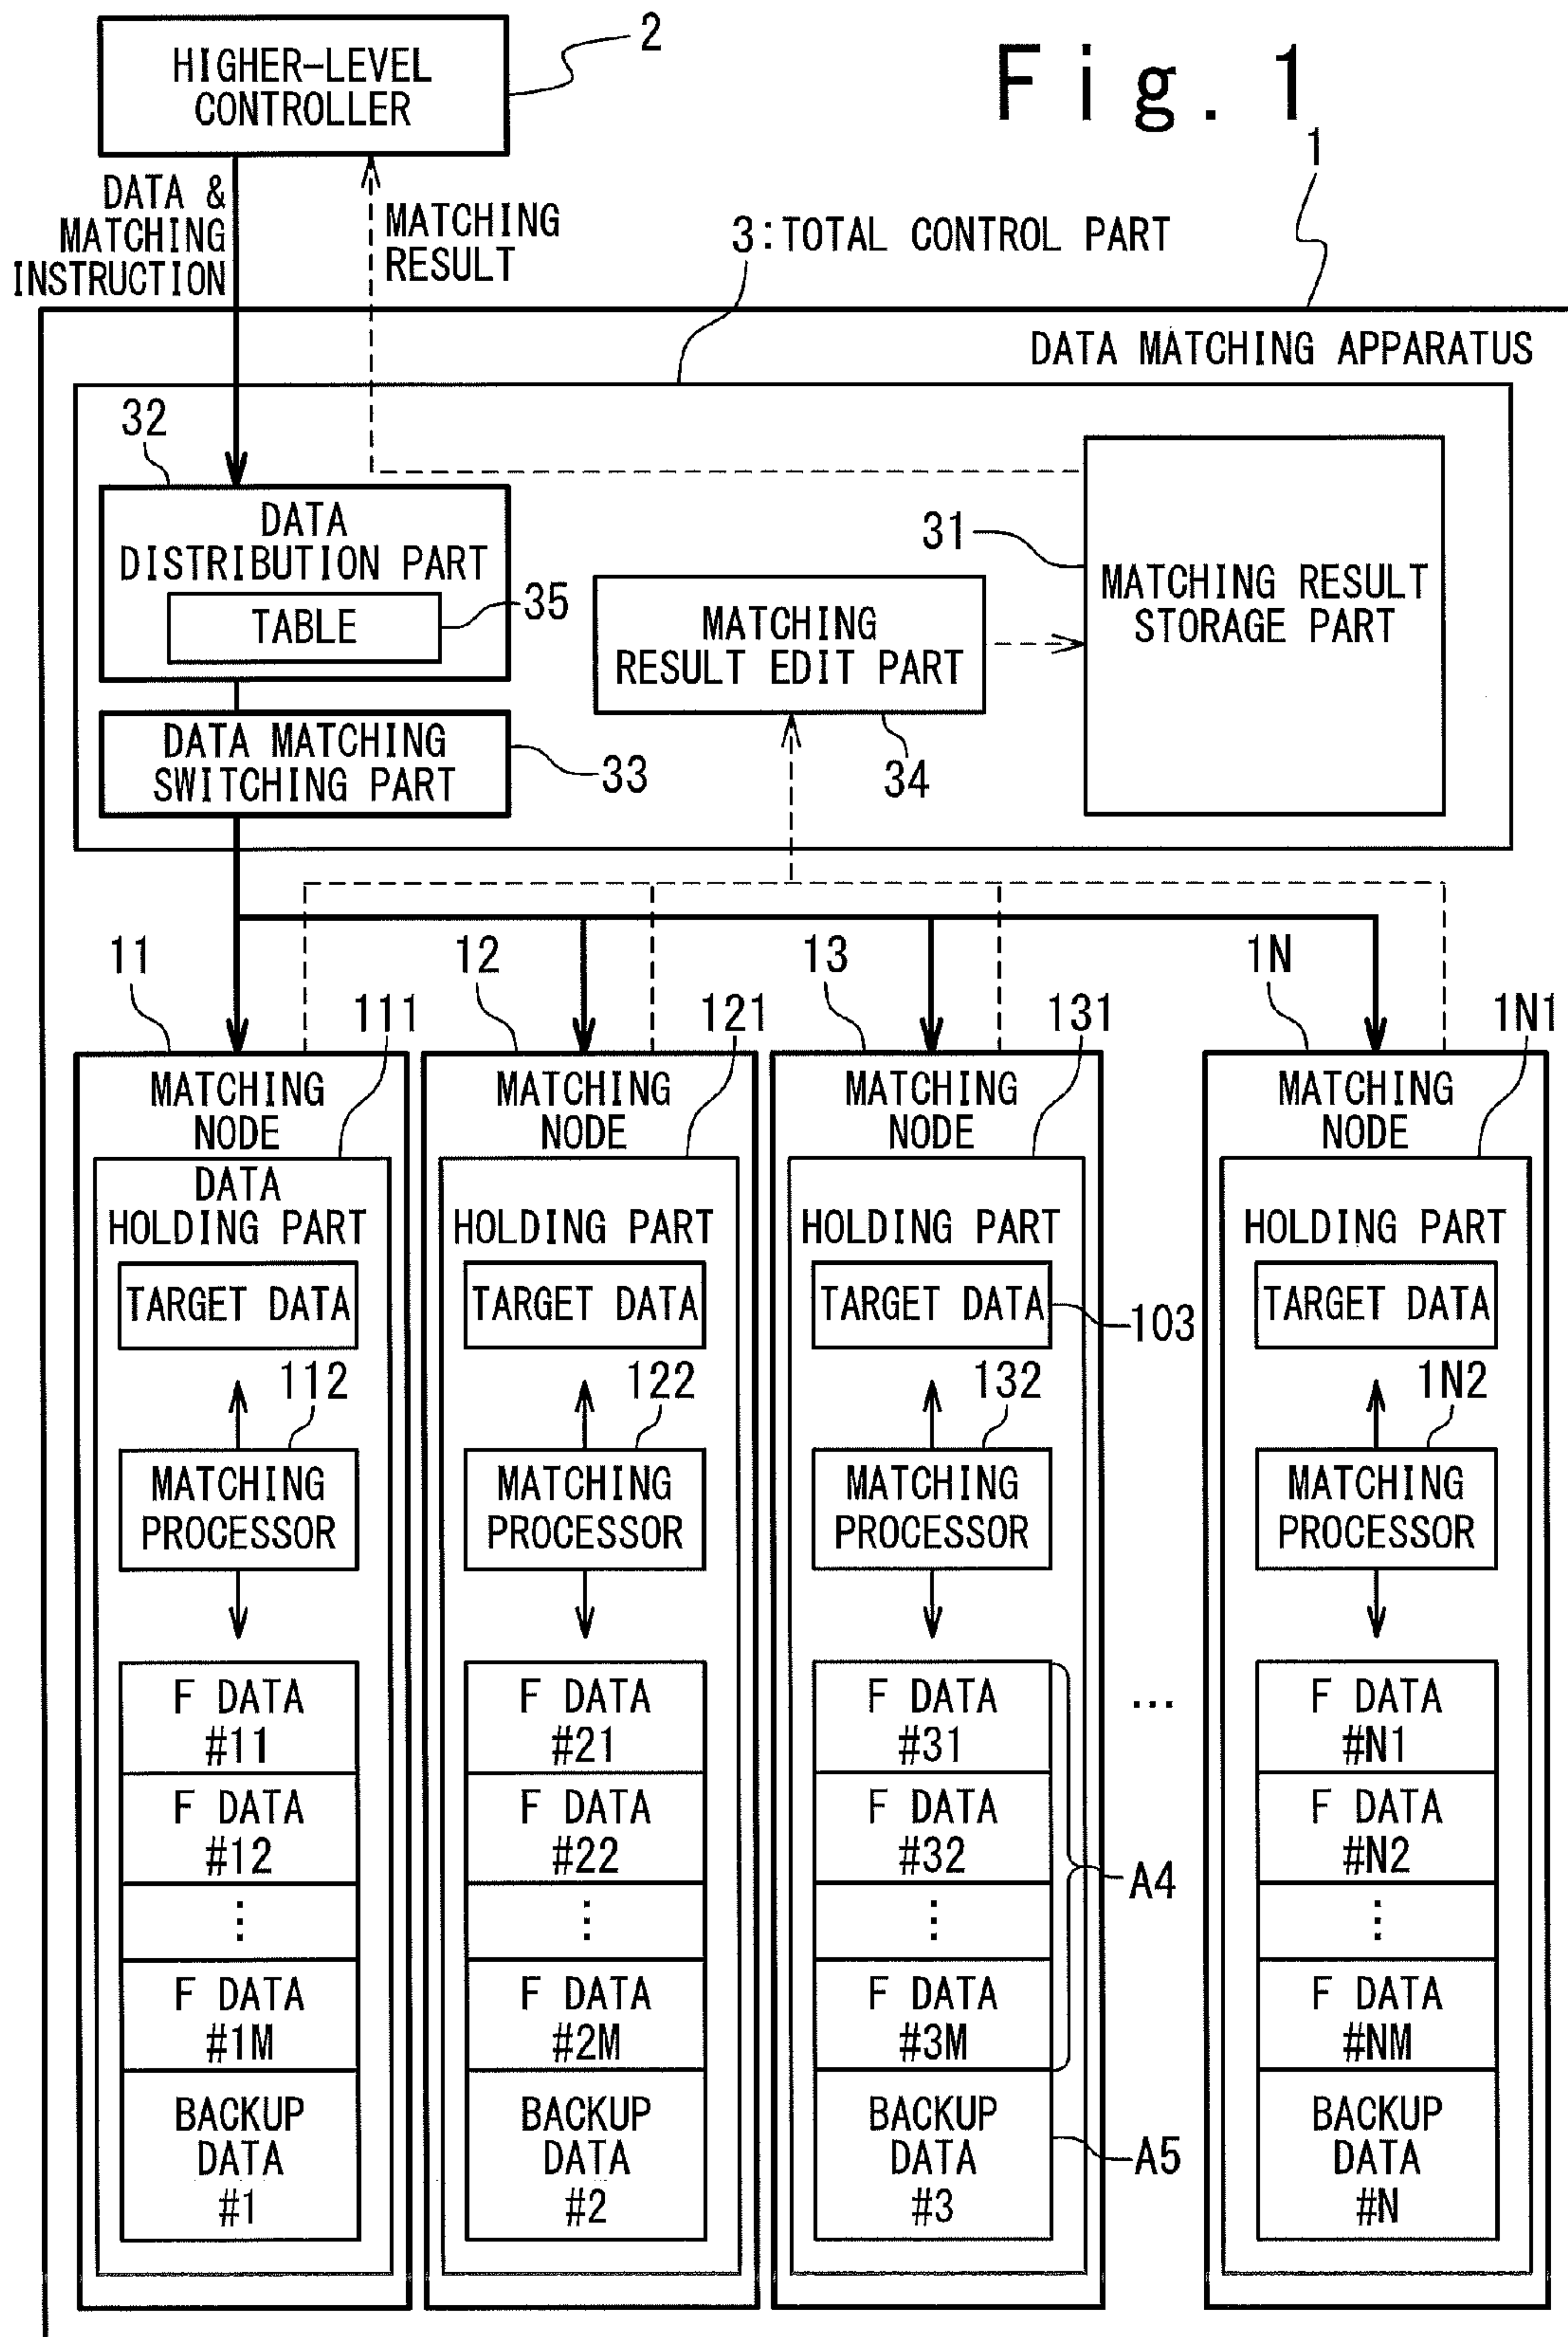 Fig. 1
HIGHER-LEVEL
CONTROLLER
2
DATA &
MATCHING
INSTRUCTION
MATCHING
RESULT
3:TOTAL CONTROL PART
1
DATA MATCHING APPARATUS
32
DATA
DISTRIBUTION PART
TABLE
35
DATA MATCHING
SWITCHING PART
33
MATCHING
RESULT EDIT PART
34
31
MATCHING RESULT
STORAGE PART
11
111
MATCHING
NODE
DATA
HOLDING PART
TARGET DATA
112
MATCHING
PROCESSOR
F DATA
#11
F DATA
#12
⋮
F DATA
#1M
BACKUP
DATA
#1
12
121
MATCHING
NODE
HOLDING PART
TARGET DATA
122
MATCHING
PROCESSOR
F DATA
#21
F DATA
#22
⋮
F DATA
#2M
BACKUP
DATA
#2
13
131
MATCHING
NODE
HOLDING PART
TARGET DATA
103
132
MATCHING
PROCESSOR
F DATA
#31
F DATA
#32
⋮
F DATA
#3M
A4
BACKUP
DATA
#3
A5
...
1N
1N1
MATCHING
NODE
HOLDING PART
TARGET DATA
1N2
MATCHING
PROCESSOR
F DATA
#N1
F DATA
#N2
⋮
F DATA
#NM
BACKUP
DATA
#N